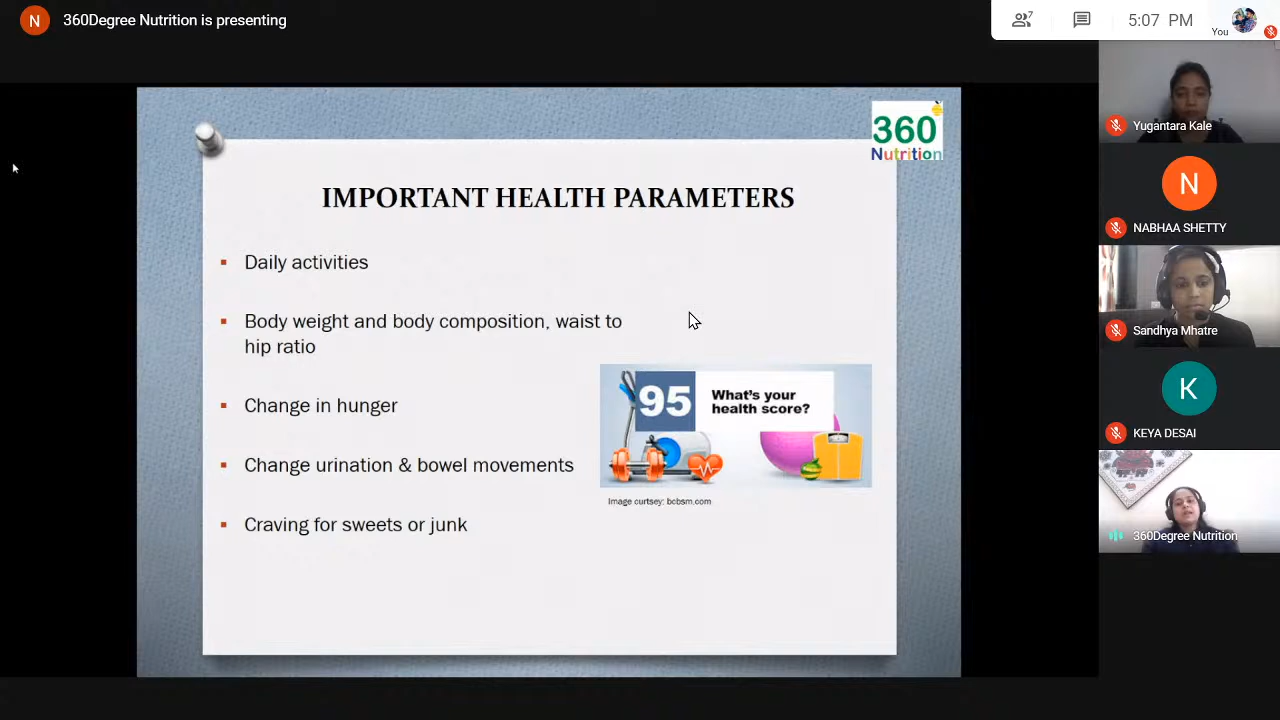 N
360Degree Nutrition is presenting
7
5:07 PM
You
360
Nutrition
IMPORTANT HEALTH PARAMETERS
Daily activities
Body weight and body composition, waist to
hip ratio
Change in hunger
Change urination & bowel movements
Craving for sweets or junk
95
What's your
health score?
Image curtsey: bcbsm.com
Yugantara Kale
N
NABHAA SHETTY
Sandhya Mhatre
K
KEYA DESAI
360Degree Nutrition